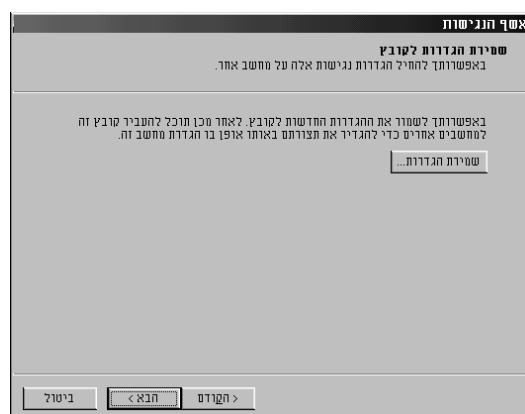 אשף הנגישות
שמירת הגדרות לקובץ
באפשרותך להחיל הגדרות נגישות אלה על מחשב אחר.
באפשרותך לשמור את ההגדרות החדשות לקובץ. לאחר מכן תוכל להעביר קובץ זה
למחשבים אחרים כדי להגדיר את תצורתם באותו אופן בו הגדרת מחשב זה.
שמירת הגדרות...
< הקודם
הבא >
ביטול